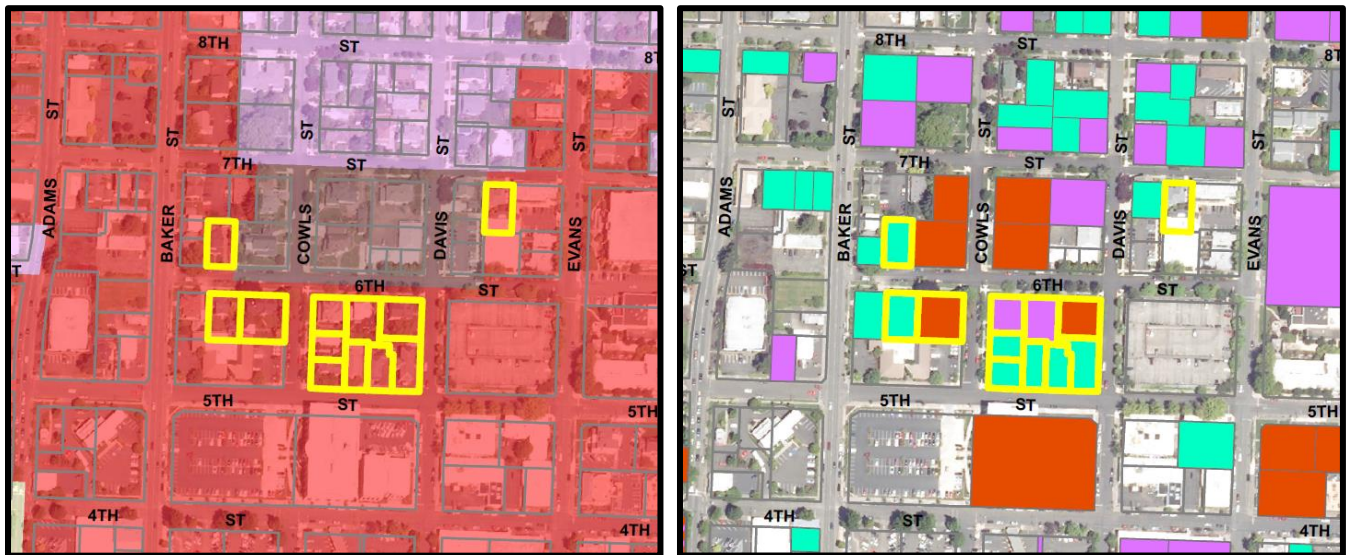 8TH ST
8T
ST
ST
ST
ST
7TH ST
ADAMS
BAKER
COWLS
DAVIS
EVANS
T
6TH ST
5TH ST
5TH
4TH ST
4TH
8TH ST
8T
ST
ST
ST
ST
7TH ST
ADAMS
BAKER
COWLS
DAVIS
EVANS
ST
6TH ST
5TH ST
5TH
4TH ST
4TH